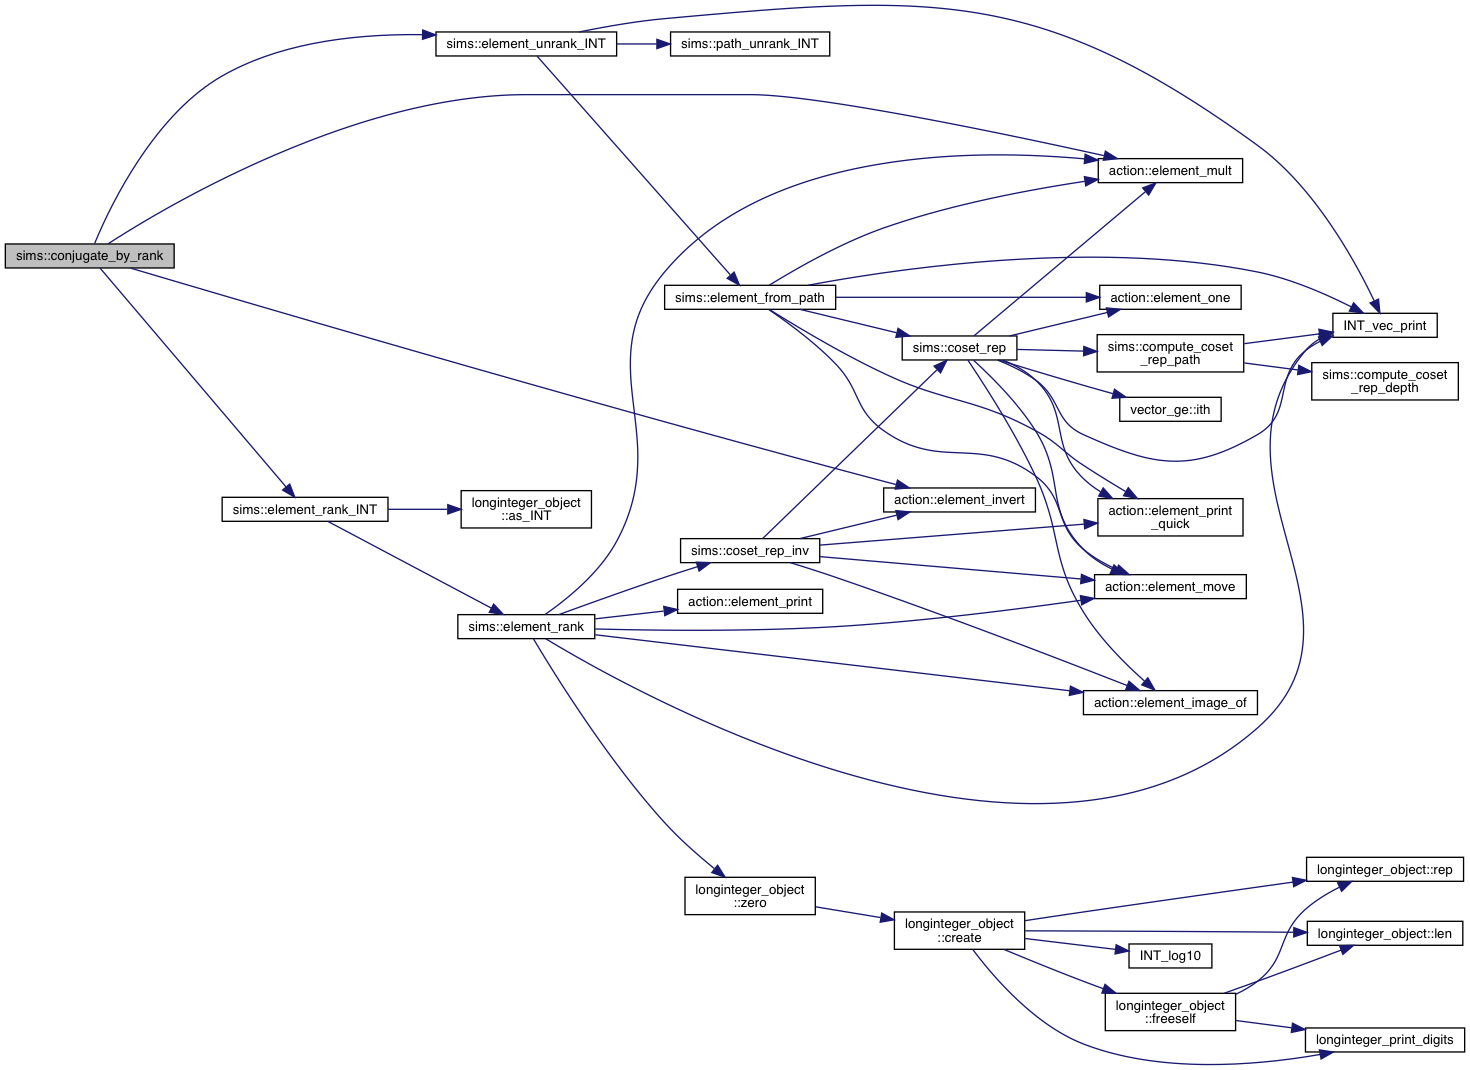 sims::element_unrank_INT
sims::path_unrank_INT
action::element_mult
sims::conjugate_by_rank
sims::element_from_path
action::element_one
INT_vec_print
sims::coset_rep
sims::compute_coset
_rep_path
sims::compute_coset
_rep_depth
vector_ge::ith
sims::element_rank_INT
longinteger_object
::as_INT
action::element_invert
action::element_print
_quick
sims::coset_rep_inv
action::element_move
action::element_print
sims::element_rank
action::element_image_of
longinteger_object
::zero
longinteger_object::rep
longinteger_object
::create
longinteger_object::len
INT_log10
longinteger_object
::freeself
longinteger_print_digits